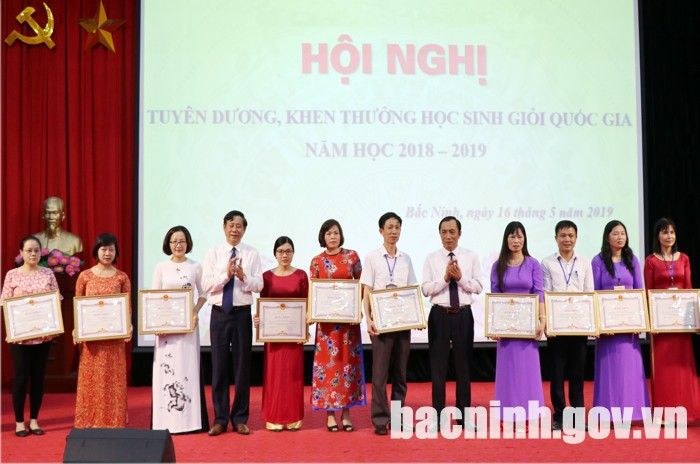 HỘI NGHỊ
TUYÊN DƯƠNG, KHEN THƯỞNG HỌC SINH GIỎI QUỐC GIA
NĂM HỌC 2018 – 2019
Bắc Ninh, ngày 16 tháng 5 năm 2019
bacninh.gov.vn